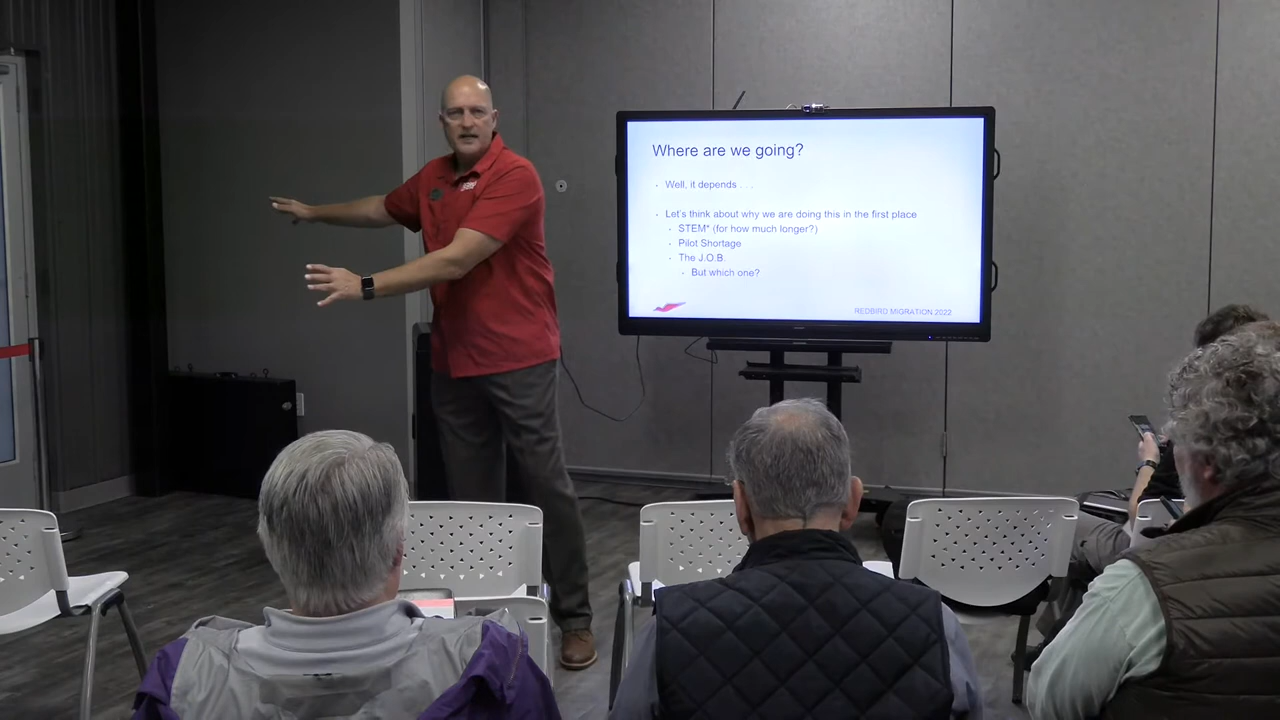 Where are we going?
Well, it depends . . .
Let's think about why we are doing this in the first place
STEM* (for how much longer?)
Pilot Shortage
The J.O.B.
But which one?
REDBIRD MIGRATION 2022